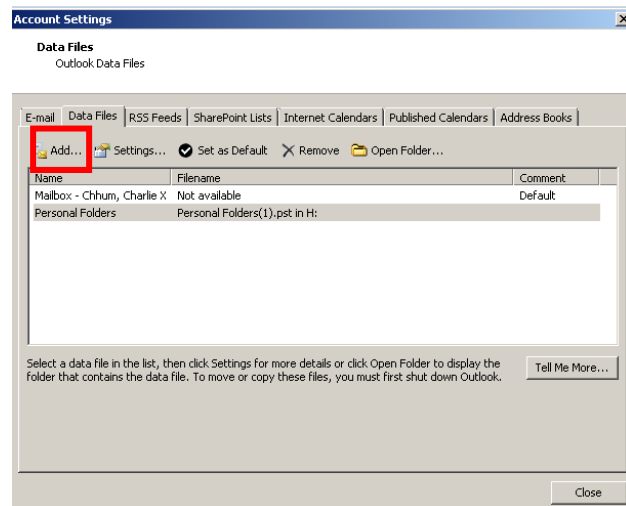 Account Settings
Data Files
Outlook Data Files
E-mail Data Files RSS Feeds SharePoint Lists Internet Calendars Published Calendars Address Books
Add... Settings... Set as Default Remove Open Folder...
Name Filename Comment
Mailbox - Chhum, Charlie X Not available Default
Personal Folders Personal Folders(1).pst in H:
Select a data file in the list, then click Settings for more details or click Open Folder to display the Tell Me More...
folder that contains the data file. To move or copy these files, you must first shut down Outlook.
Close